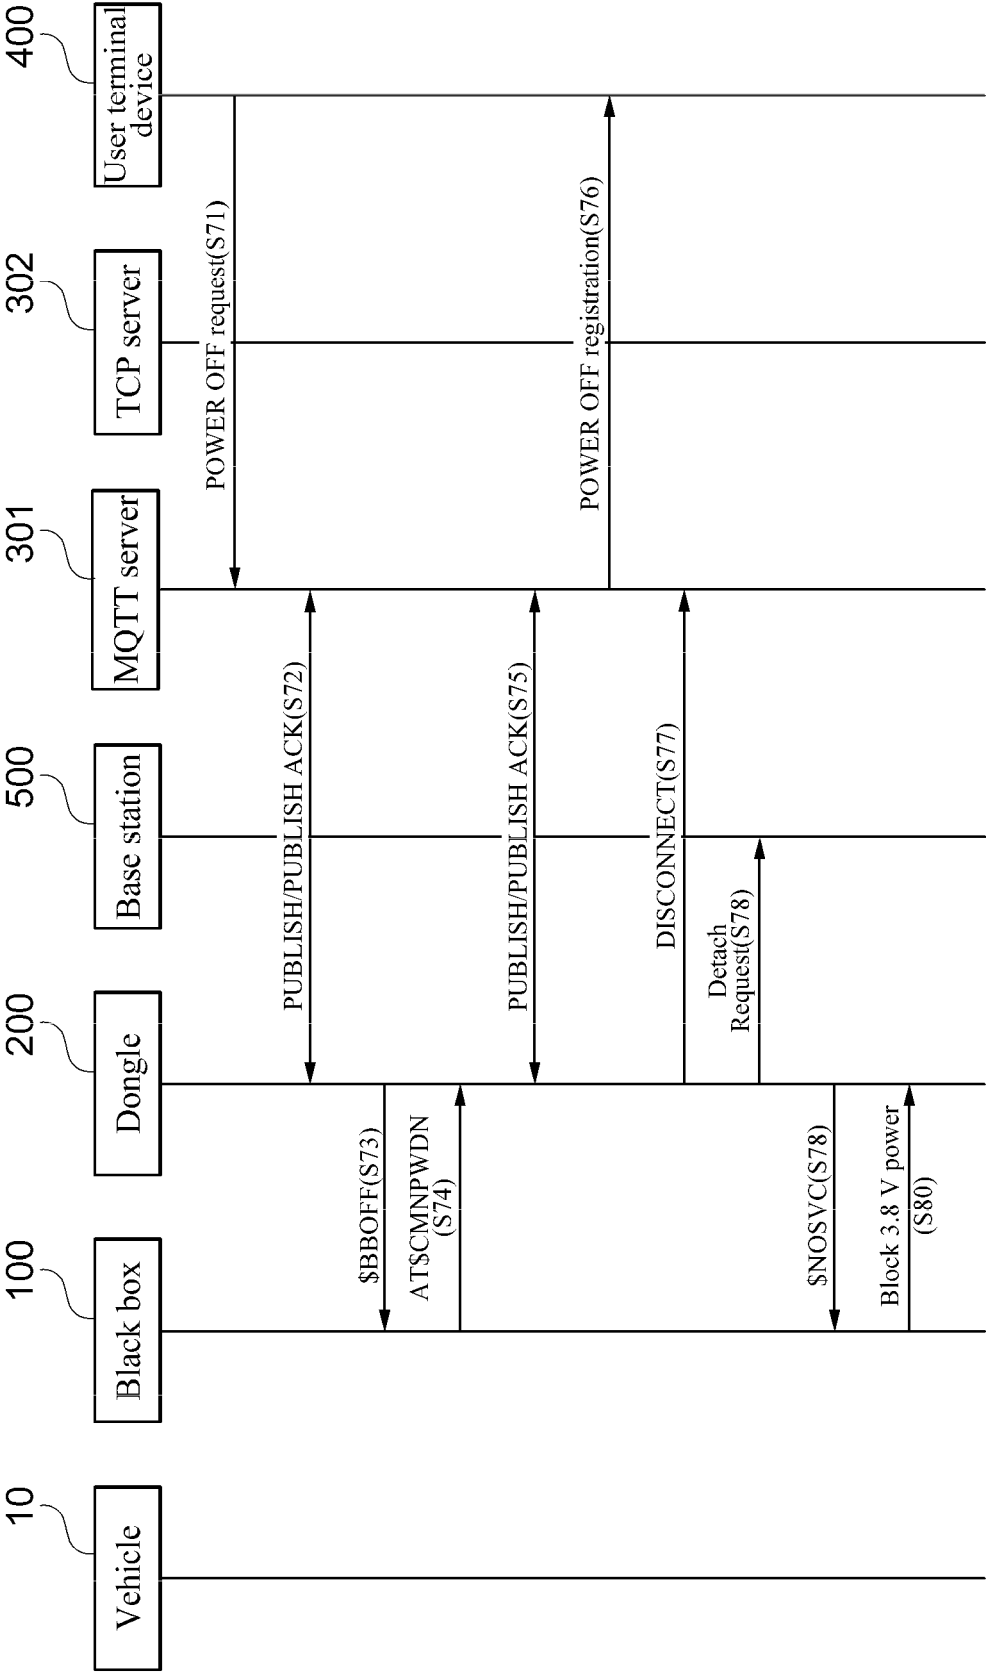 10
100
200
500
301
302
400
Vehicle
Black box
Dongle
Base station
MQTT server
TCP server
User terminal
device
POWER OFF request(S71)
PUBLISH/PUBLISH ACK(S72)
$BBOFF(S73)
AT$CMNPWDN
(S74)
PUBLISH/PUBLISH ACK(S75)
POWER OFF registration(S76)
DISCONNECT(S77)
Detach
Request(S78)
$NOSVC(S78)
Block 3.8 V power
(S80)